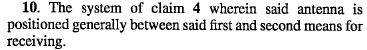 10. The system of claim 4 wherein said antenna is
positioned generally between said first and second means for
receiving.